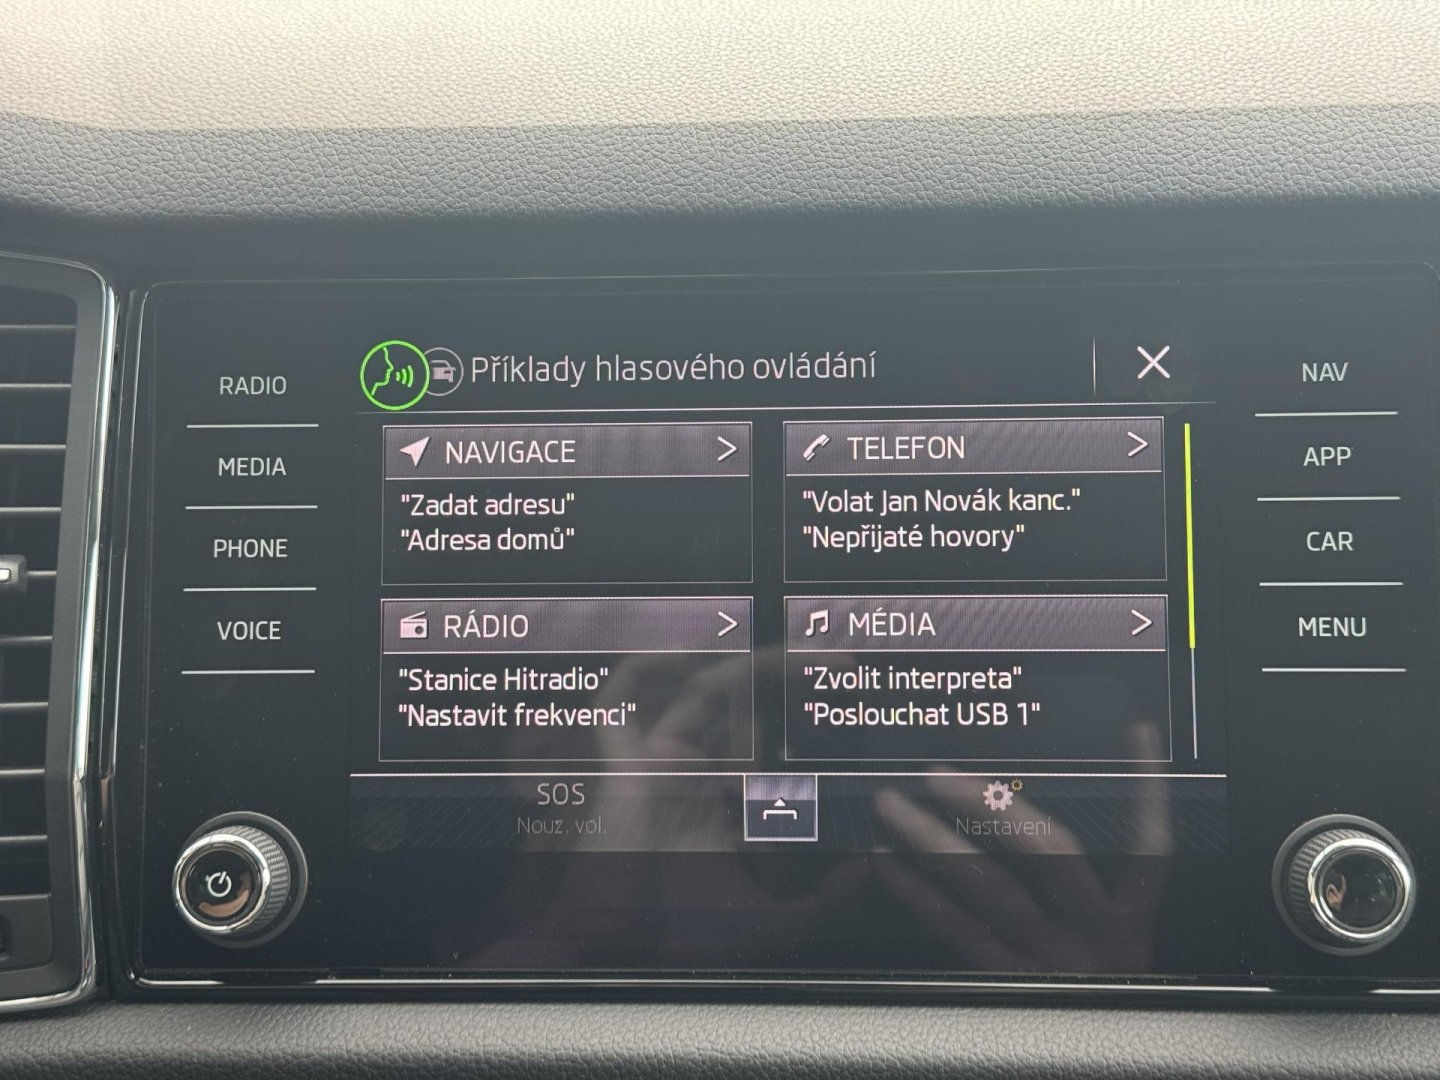 Příklady hlasového ovládání
RADIO
MEDIA
PHONE
VOICE
NAVIGACE
"Zadat adresu"
"Adresa domů"
TELEFON
"Volat Jan Novák kanc."
"Nepřijaté hovory"
RÁDIO
"Stanice Hitradio"
"Nastavit frekvenci"
MÉDIA
"Zvolit interpreta"
"Poslouchat USB 1"
SOS
Nouz. vol.
Nastavení
NAV
APP
CAR
MENU